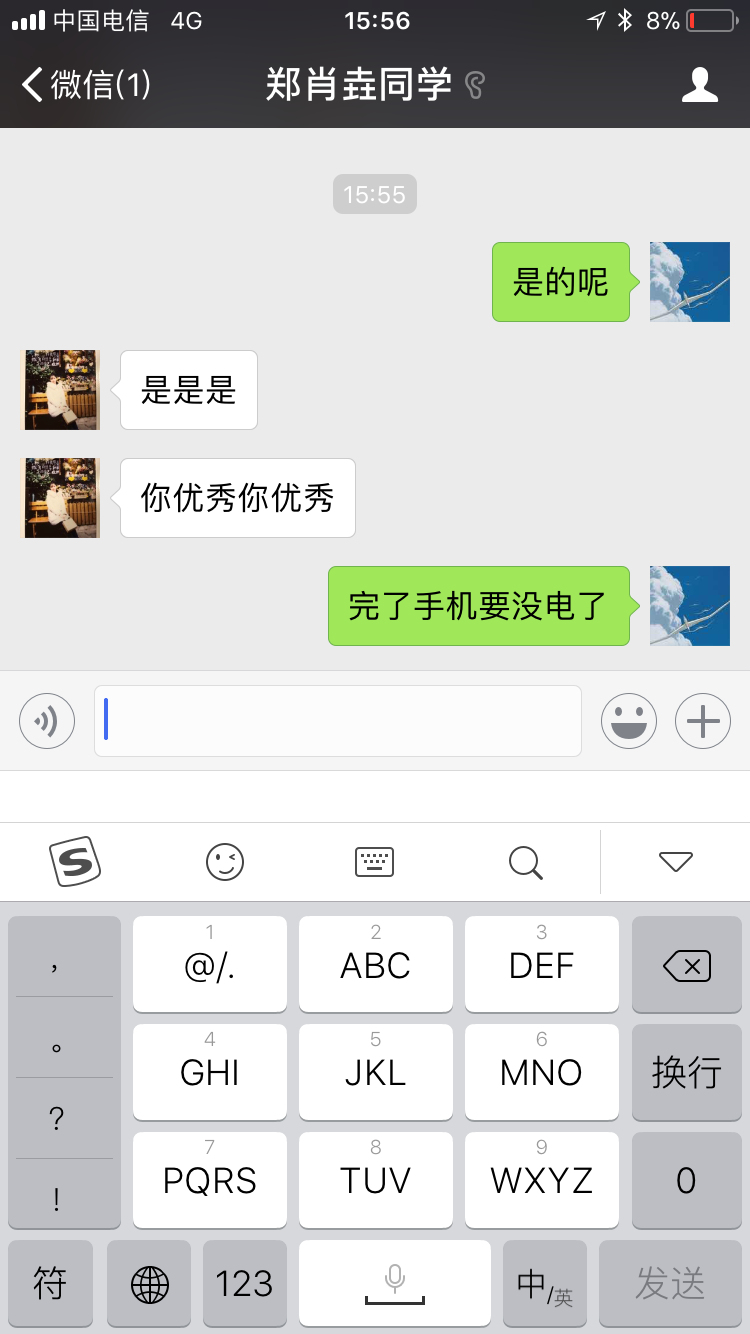 中国电信 4G 15:56 8%
微信(1) 郑肖垚同学
15:55
是的呢
是是是
你优秀你优秀
完了手机要没电了
S
， 1 @/. 2 ABC 3 DEF
。 4 GHI 5 JKL 6 MNO 换行
？ 7 PQRS 8 TUV 9 WXYZ 0
！
符 123 中/英 发送